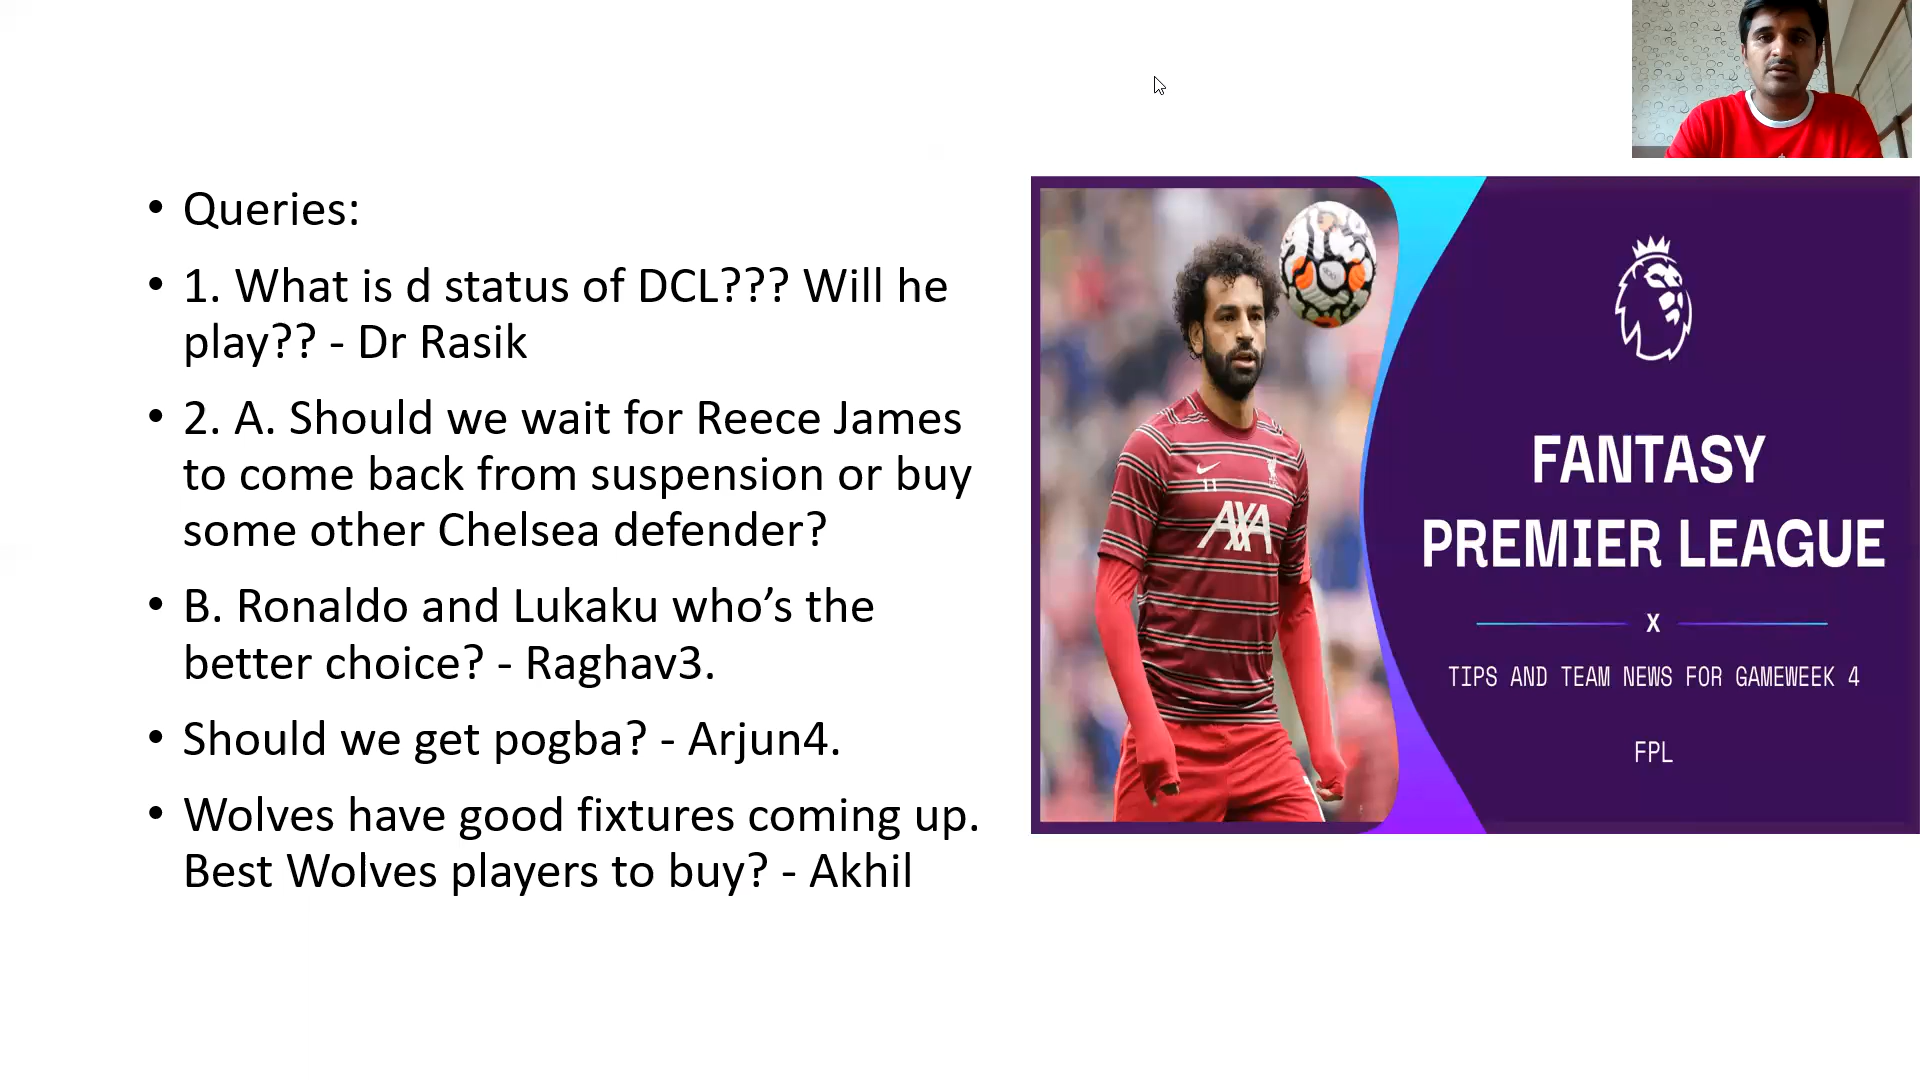 • Queries:
• 1. What is d status of DCL??? Will he
play?? - Dr Rasik
• 2. A. Should we wait for Reece James
to come back from suspension or buy
some other Chelsea defender?
• B. Ronaldo and Lukaku who’s the
better choice? - Raghav3.
• Should we get pogba? - Arjun4.
• Wolves have good fixtures coming up.
Best Wolves players to buy? - Akhil
11
AXA
FANTASY
PREMIER LEAGUE
X
TIPS AND TEAM NEWS FOR GAMEWEEK 4
FPL